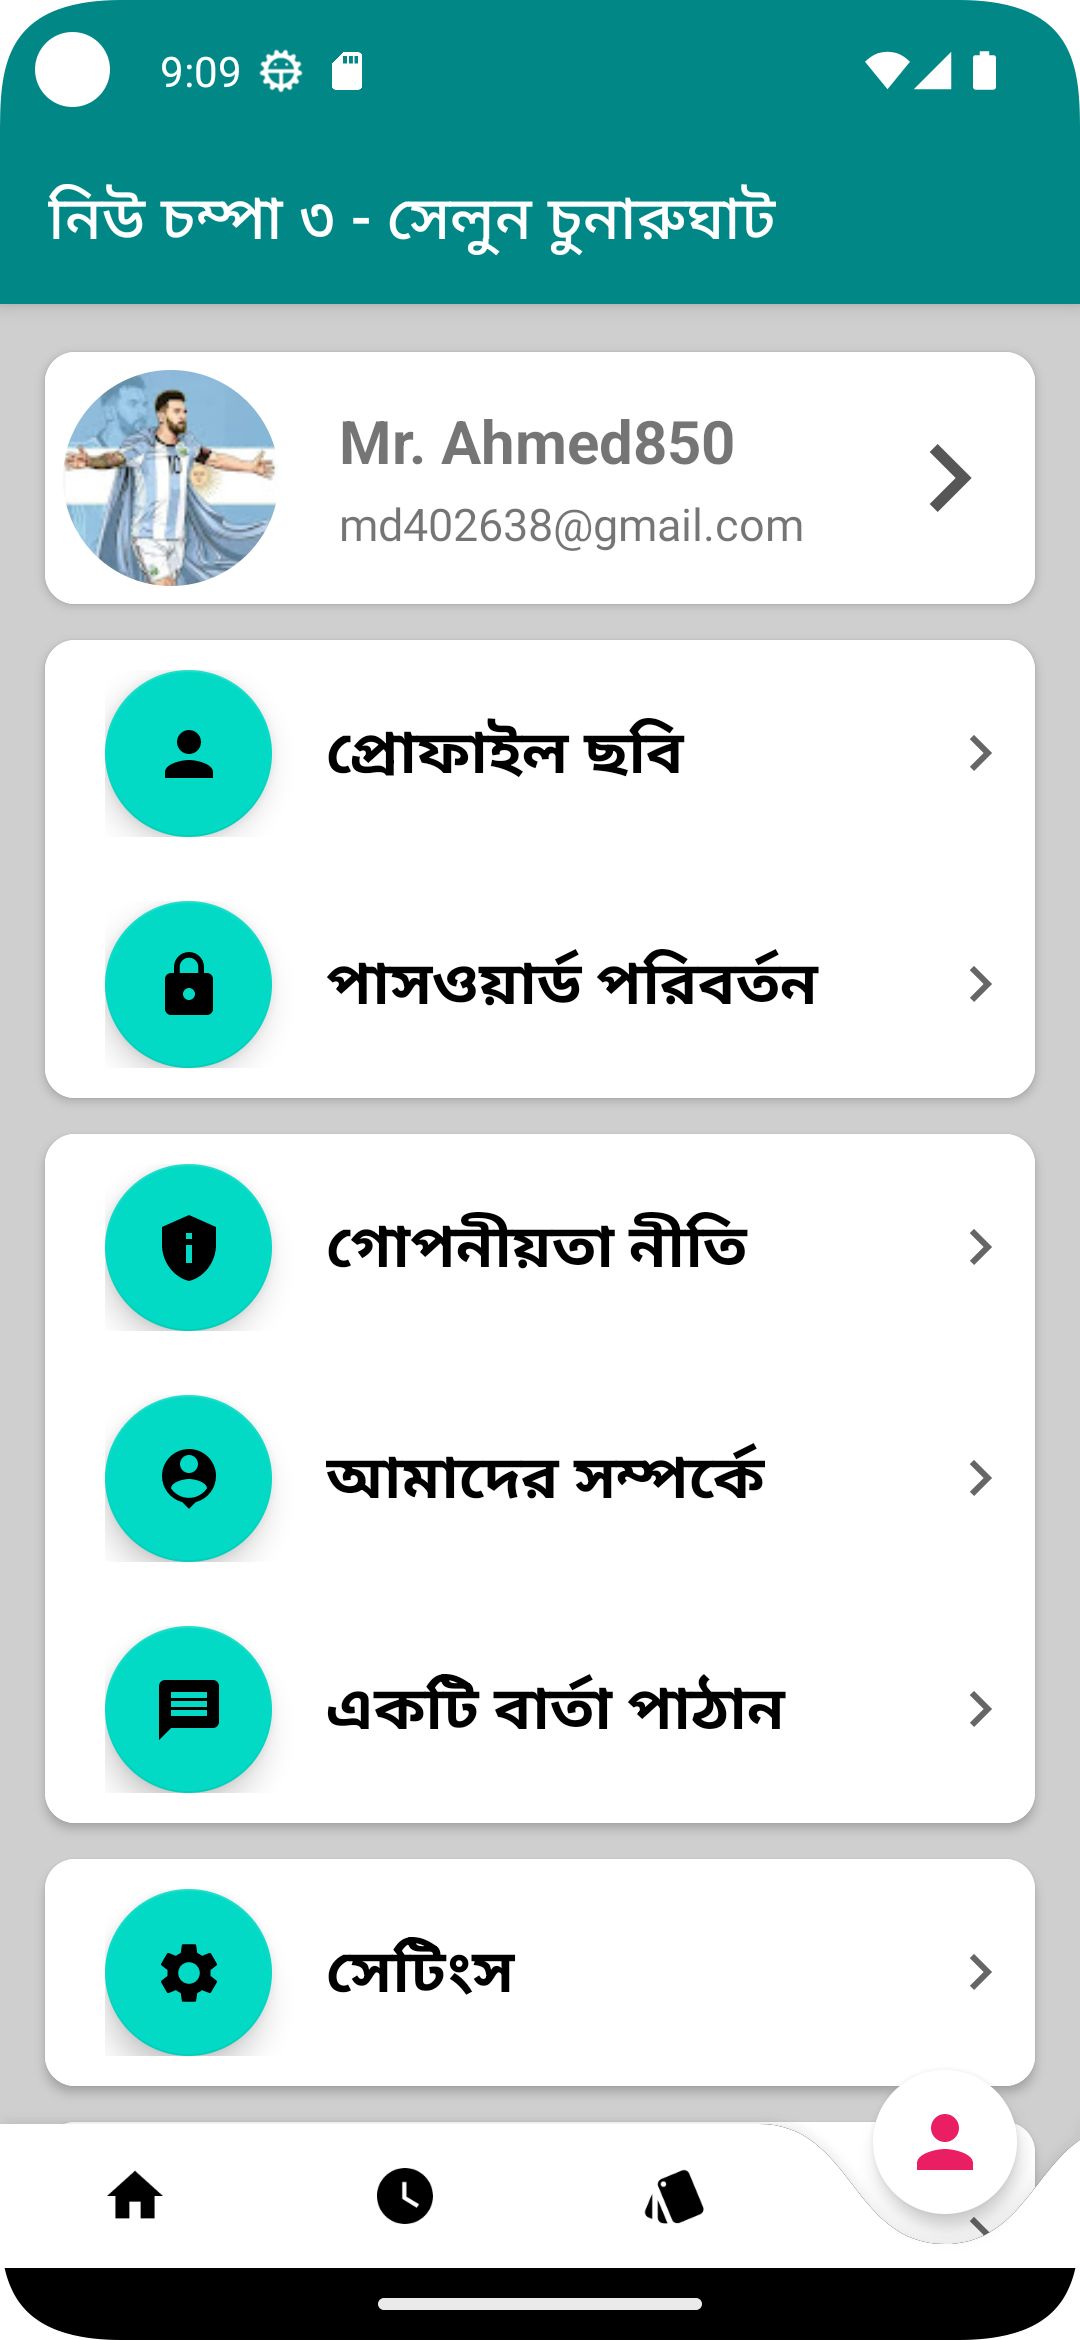 9:09
নিউ চম্পা ৩ - সেলুন চুনারুঘাট
Mr. Ahmed850
md402638@gmail.com
প্রোফাইল ছবি
পাসওয়ার্ড পরিবর্তন
গোপনীয়তা নীতি
আমাদের সম্পর্কে
একটি বার্তা পাঠান
সেটিংস